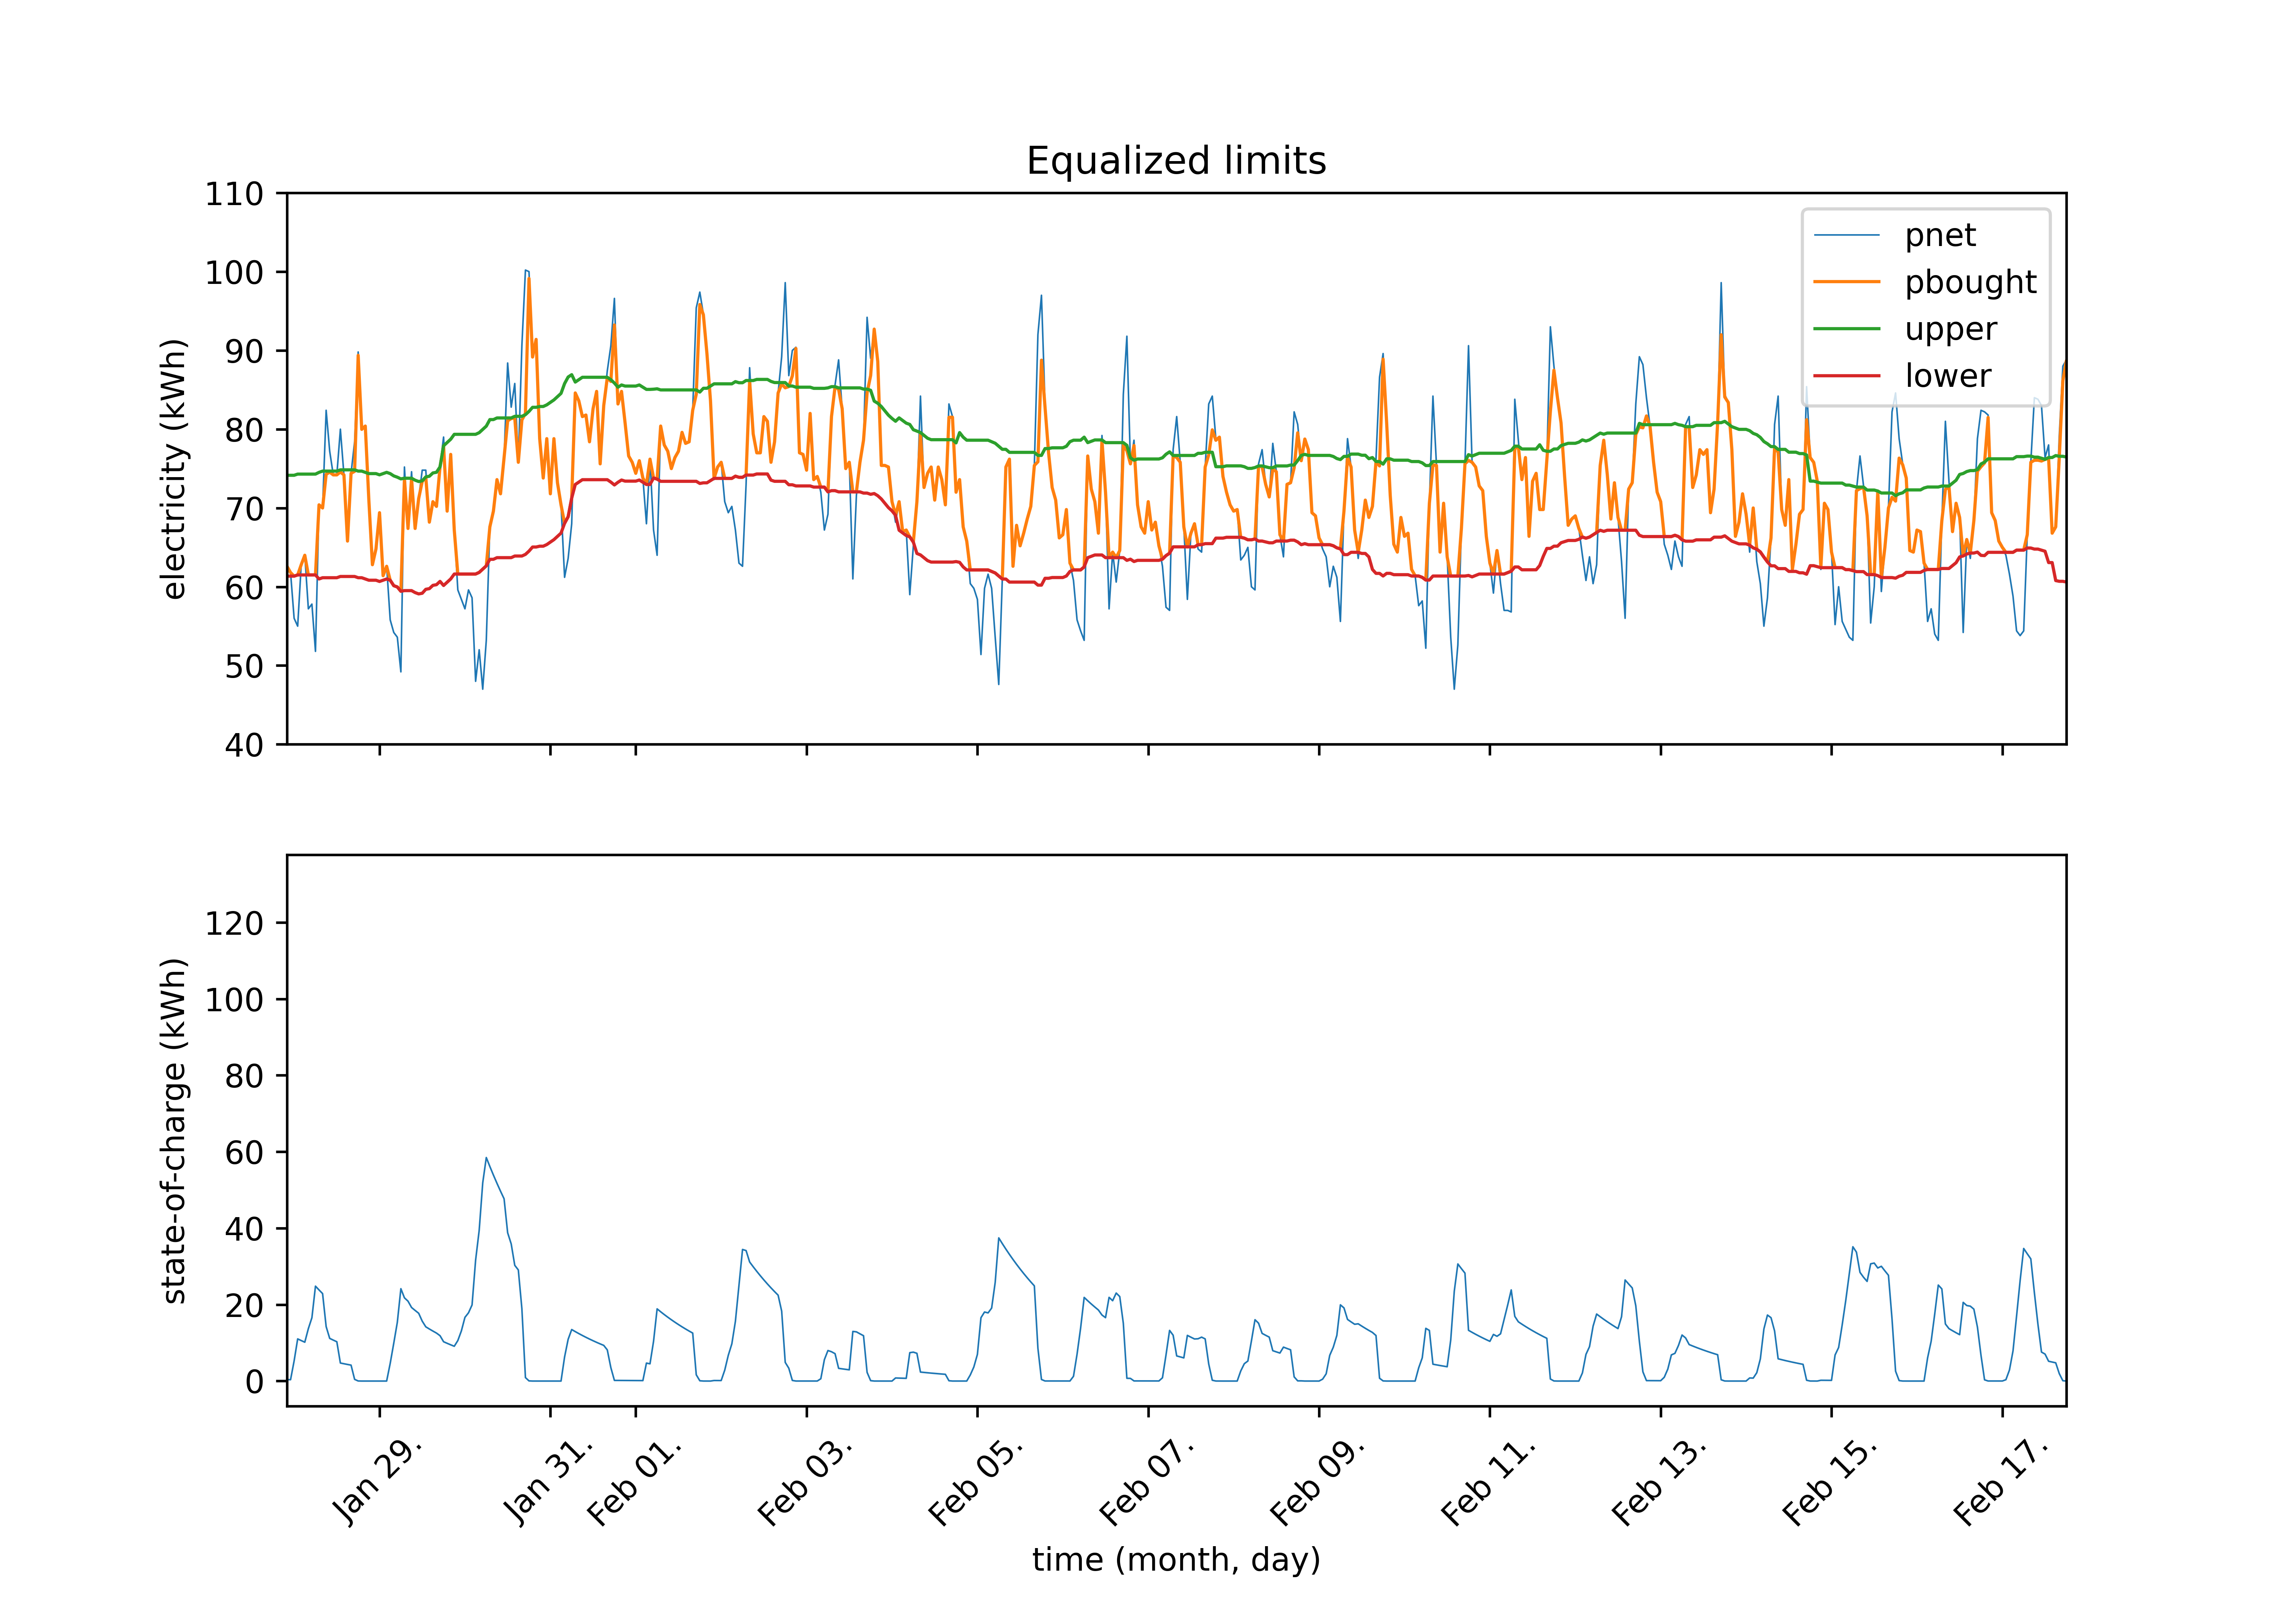 Equalized limits
110
100
90
80
70
60
50
40
electricity (kWh)
pnet
pbought
upper
lower
120
100
80
60
40
20
0
state-of-charge (kWh)
Jan 29.
Jan 31.
Feb 01.
Feb 03.
Feb 05.
Feb 07.
Feb 09.
Feb 11.
Feb 13.
Feb 15.
Feb 17.
time (month, day)